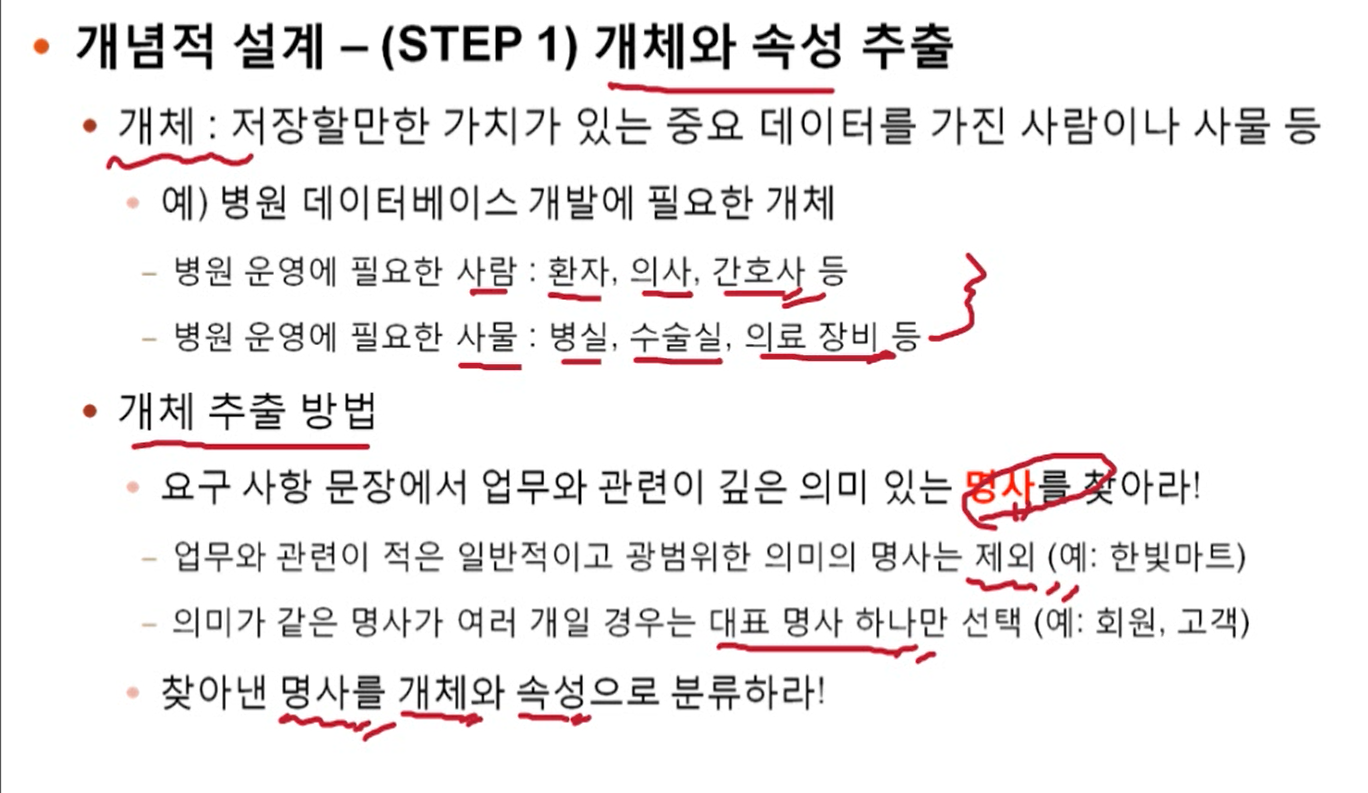 • 개념적 설계 – (STEP 1) 개체와 속성 추출
• 개체 : 저장할만한 가치가 있는 중요 데이터를 가진 사람이나 사물 등
• 예) 병원 데이터베이스 개발에 필요한 개체
– 병원 운영에 필요한 사람 : 환자, 의사, 간호사 등
– 병원 운영에 필요한 사물 : 병실, 수술실, 의료 장비 등
• 개체 추출 방법
• 요구 사항 문장에서 업무와 관련이 깊은 의미 있는 명사를 찾아라!
– 업무와 관련이 적은 일반적이고 광범위한 의미의 명사는 제외 (예: 한빛마트)
– 의미가 같은 명사가 여러 개일 경우는 대표 명사 하나만 선택 (예: 회원, 고객)
• 찾아낸 명사를 개체와 속성으로 분류하라!